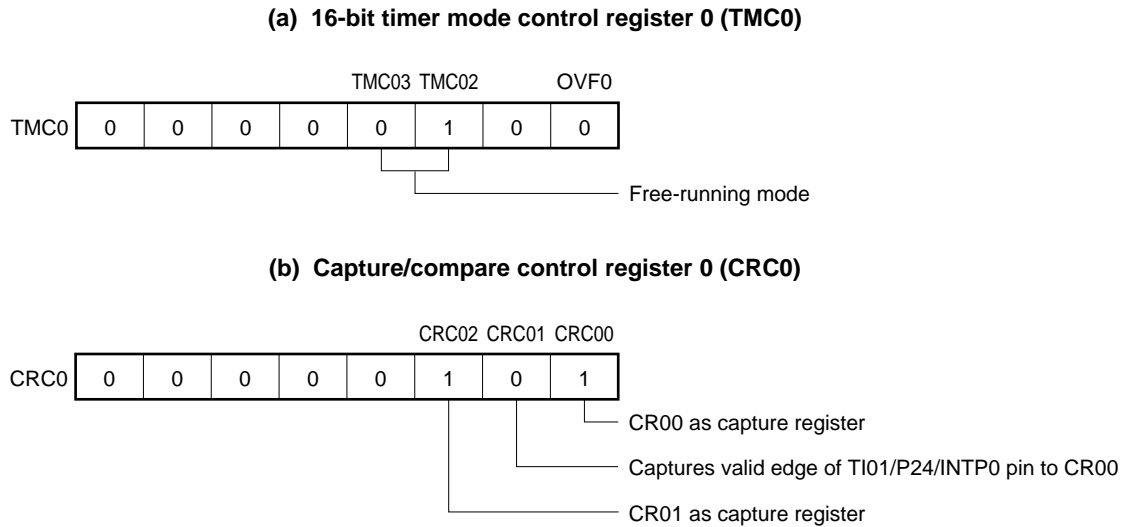 (a) 16-bit timer mode control register 0 (TMC0)
TMC03 TMC02 OVF0
TMC0 0 0 0 0 0 1 0 0
Free-running mode
(b) Capture/compare control register 0 (CRC0)
CRC02 CRC01 CRC00
CRC0 0 0 0 0 0 1 0 1
CR00 as capture register
Captures valid edge of TI01/P24/INTP0 pin to CR00
CR01 as capture register